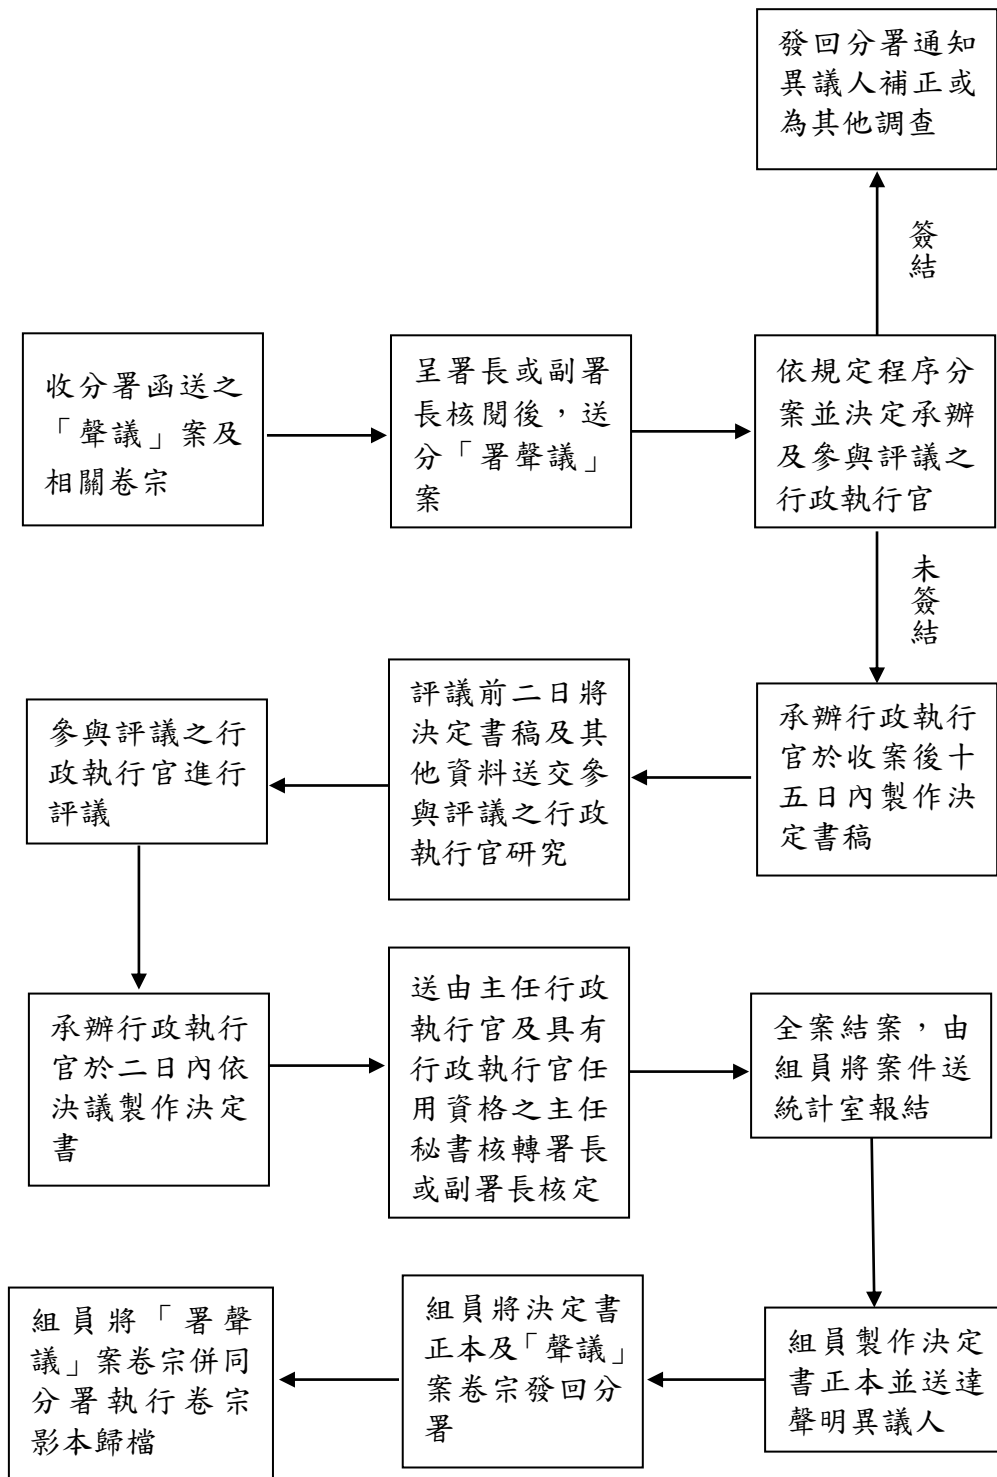 發回分署通知
異議人補正或
為其他調查
簽結
收分署函送之
「聲議」案及
相關卷宗
呈署長或副署
長核閱後，送
分「署聲議」
案
依規定程序分
案並決定承辦
及參與評議之
行政執行官
未簽結
參與評議之行
政執行官進行
評議
評議前二日將
決定書稿及其
他資料送交參
與評議之行政
執行官研究
承辦行政執行
官於收案後十
五日內製作決
定書稿
承辦行政執行
官於二日內依
決議製作決定
書
送由主任行政
執行官及具有
行政執行官任
用資格之主任
秘書核轉署長
或副署長核定
全案結案，由
組員將案件送
統計室報結
組員將「署聲
議」案卷宗併同
分署執行卷宗
影本歸檔
組員將決定書
正本及「聲議」
案卷宗發回分
署
組員製作決定
書正本並送達
聲明異議人